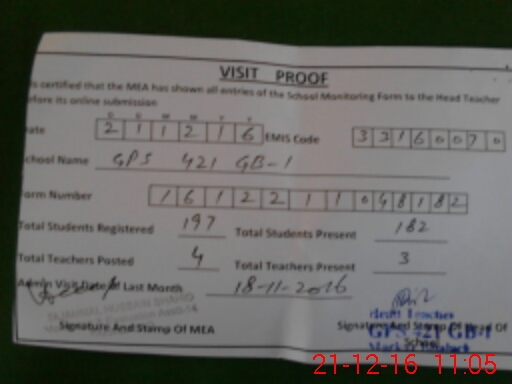 VISIT PROOF
is certified that the MEA has shown all entries of the School Monitoring Form to the Head Teacher
efore its online submission
ate D D M M Y Y 2 1 1 2 1 6 EMIS Code 3 3 1 6 0 0 7 0
chool Name GPS 421 GB-1
orm Number 1 6 1 2 2 1 1 0 4 8 1 8 2
Total Students Registered 197 Total Students Present 182
Total Teachers Posted 4 Total Teachers Present 3
Admin Visit Date of Last Month 18-11-2016
Head Teacher
Signature And Stamp Of MEA Signature And Stamp Of Head Of
GPS 421 GB-1
School
21-12-16 11:05